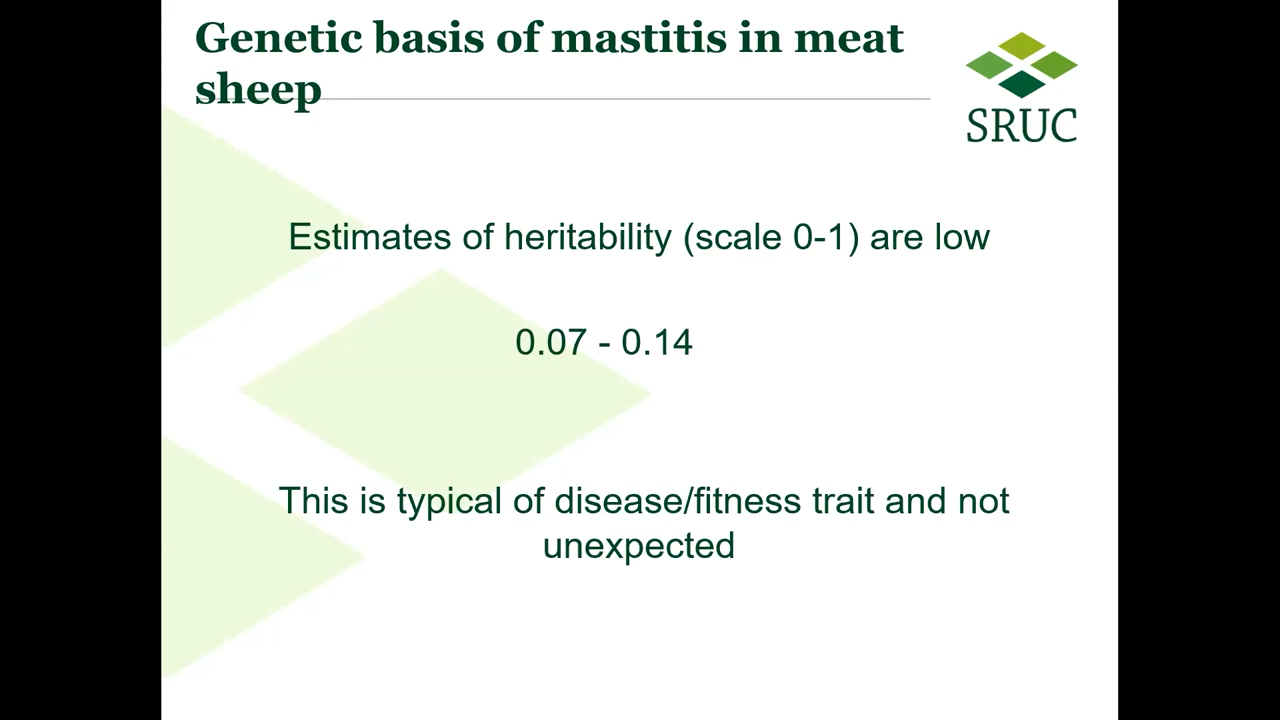 Genetic basis of mastitis in meat
sheep
SRUC
Estimates of heritability (scale 0-1) are low
0.07 - 0.14
This is typical of disease/fitness trait and not
unexpected